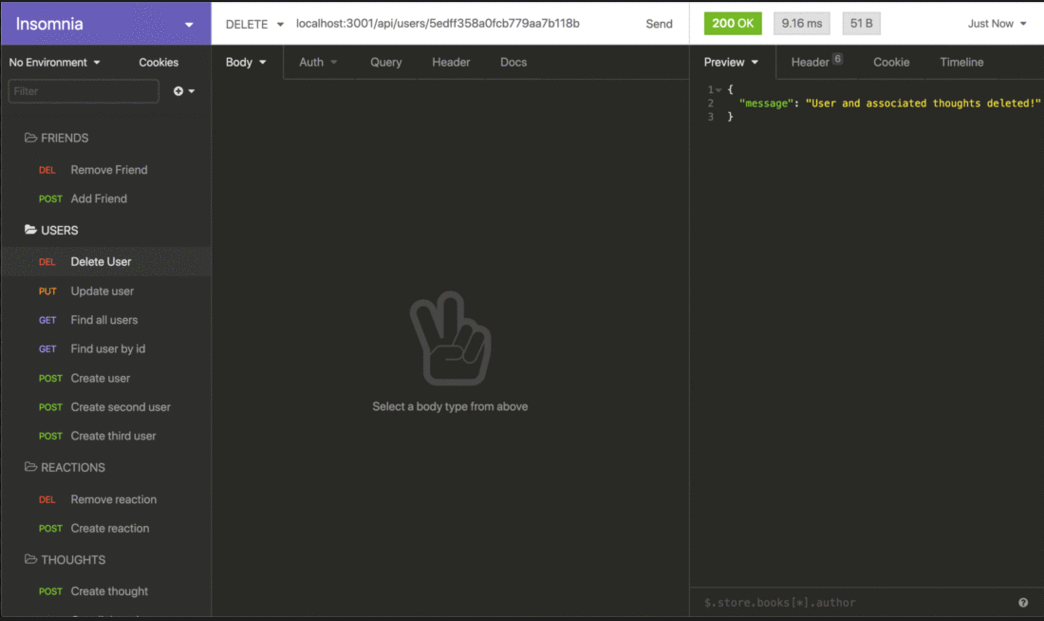 Insomnia
DELETE localhost:3001/api/users/5edff358a0fcb779aa7b118b Send
200 OK 9.16 ms 51 B Just Now
No Environment Cookies
Body Auth Query Header Docs
Preview Header 6 Cookie Timeline
Filter
1 {
2 "message": "User and associated thoughts deleted!"
3 }
FRIENDS
DEL Remove Friend
POST Add Friend
USERS
DEL Delete User
PUT Update user
GET Find all users
GET Find user by id
POST Create user
POST Create second user
POST Create third user
REACTIONS
DEL Remove reaction
POST Create reaction
THOUGHTS
POST Create thought
Select a body type from above
$.store.books[*].author